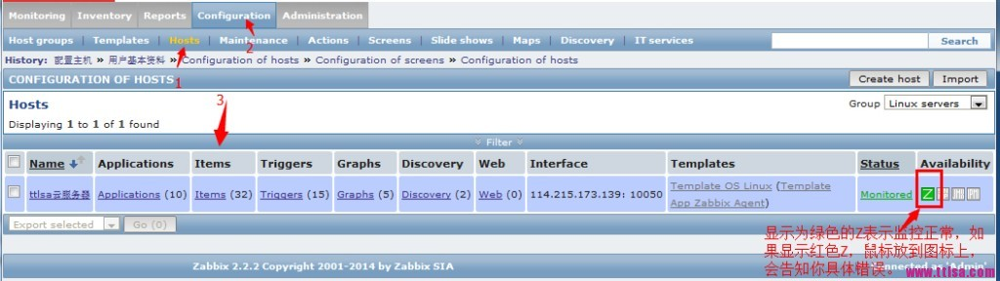 Monitoring Inventory Reports Configuration Administration
Host groups | Templates | Hosts | Maintenance | Actions | Screens | Slide shows | Maps | Discovery | IT services Search
2
1
History: 配置主机 » 用户基本资料 » Configuration of hosts » Configuration of screens » Configuration of hosts
CONFIGURATION OF HOSTS Create host Import
3
Hosts Group Linux servers
Displaying 1 to 1 of 1 found
Filter
Name Applications Items Triggers Graphs Discovery Web Interface Templates Status Availability
ttlsa云服务器 Applications (10) Items (32) Triggers (15) Graphs (5) Discovery (2) Web (0) 114.215.173.139: 10050 Template OS Linux (Template App Zabbix Agent) Monitored Z
Export selected Go (0)
显示为绿色的Z表示监控正常，如
果显示红色Z，鼠标放到图标上，
会告知你具体错误。
Zabbix 2.2.2 Copyright 2001-2014 by Zabbix SIA Connected as 'Admin'
www.ttlsa.com